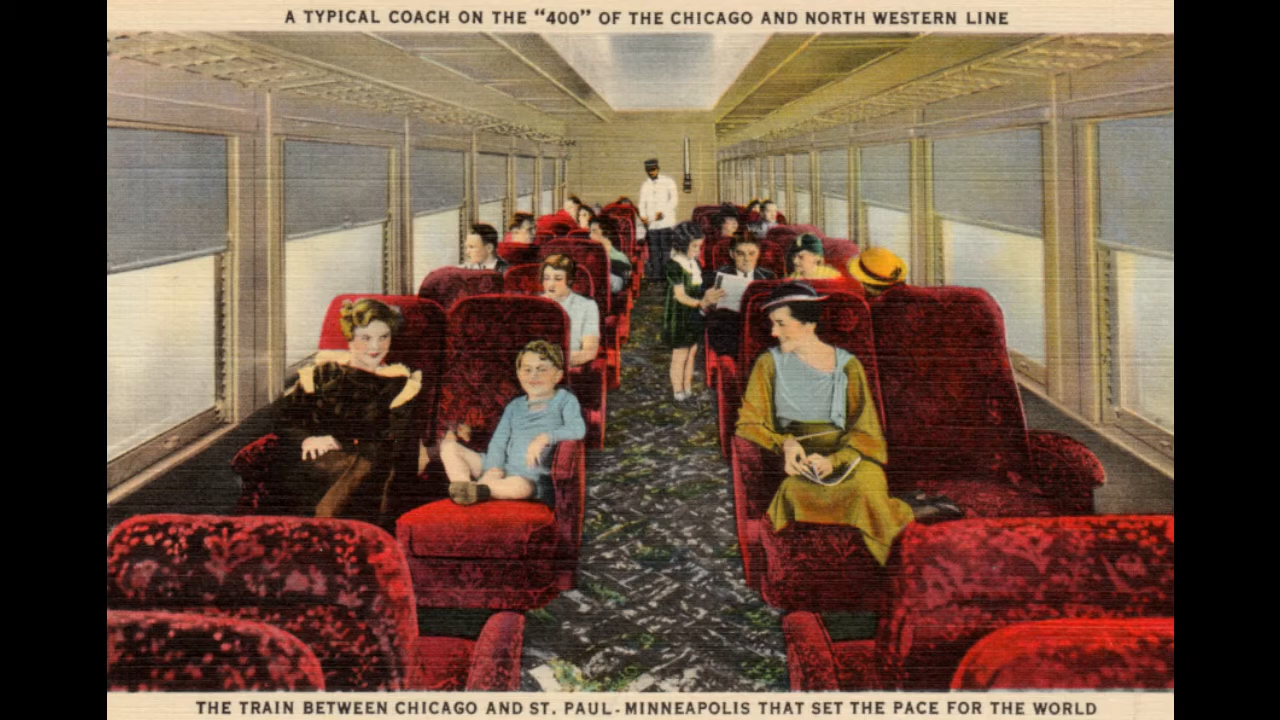 A TYPICAL COACH ON THE “400” OF THE CHICAGO AND NORTH WESTERN LINE
THE TRAIN BETWEEN CHICAGO AND ST. PAUL-MINNEAPOLIS THAT SET THE PACE FOR THE WORLD